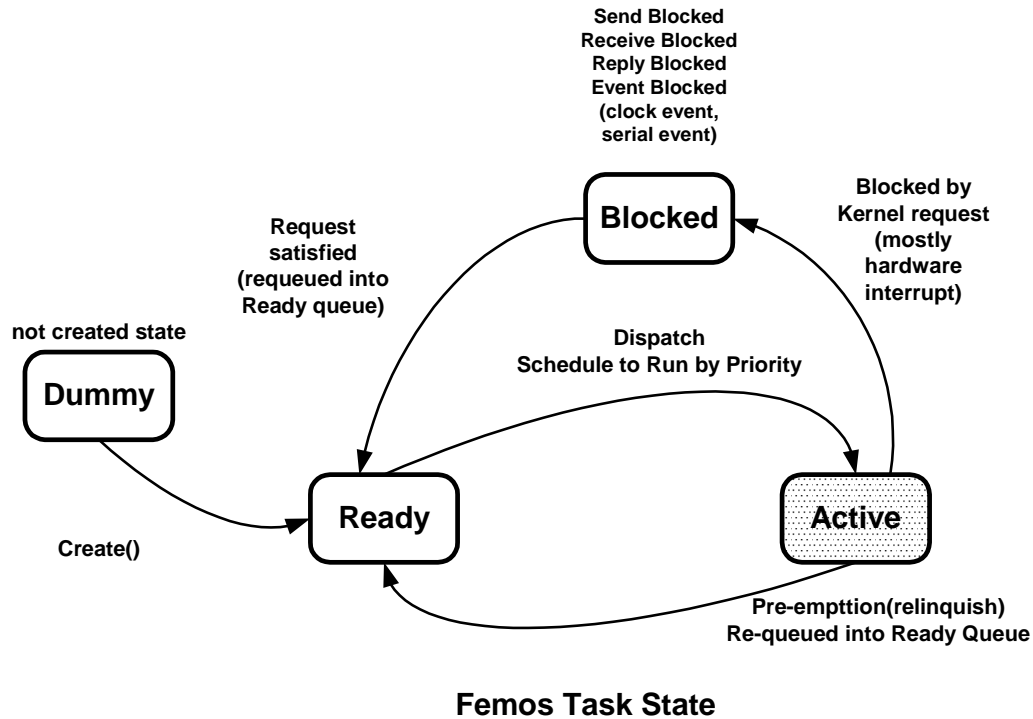 Send Blocked
Receive Blocked
Reply Blocked
Event Blocked
(clock event,
serial event)
Blocked
Blocked by
Kernel request
(mostly
hardware
interrupt)
Request
satisfied
(requeued into
Ready queue)
not created state
Dummy
Dispatch
Schedule to Run by Priority
Ready
Active
Create()
Pre-empttion(relinquish)
Re-queued into Ready Queue
Femos Task State